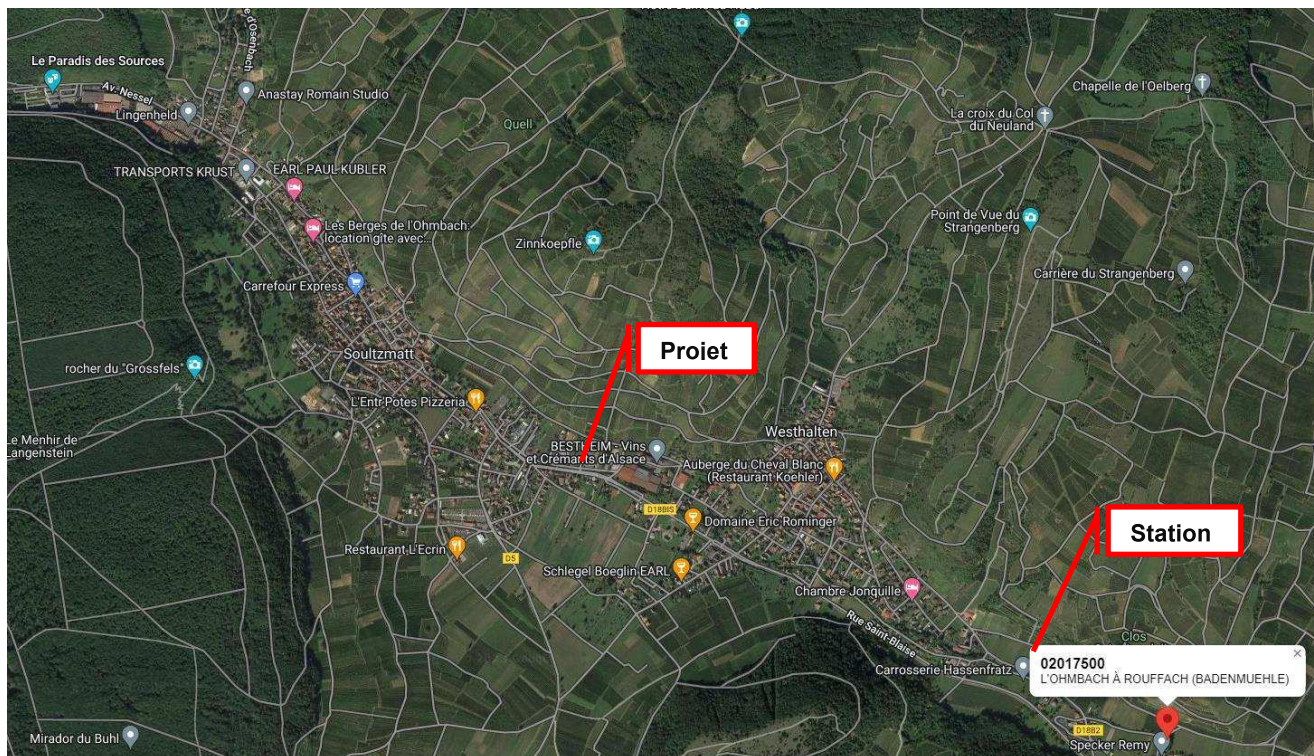 Le Paradis des Sources
Av. Nessel
Lingenheld
e d'Osenbach
Anastay Romain Studio
Quell
Chapelle de l'Oelberg
La croix du Col
du Neuland
TRANSPORTS KRUST
EARL PAUL KUBLER
Les Berges de l'Ohmbach:
location gîte avec...
Zinnkoepfle
Point de Vue du
Strangenberg
Carrière du Strangenberg
Carrefour Express
Projet
Soultzmatt
rocher du "Grossfels"
L'Entr'Potes Pizzeria
Le Menhir de
Langenstein
BESTHEIM - Vins
et Crémants d'Alsace
Westhalten
Auberge du Cheval Blanc
(Restaurant Koehler)
D18BIS
Domaine Eric Rominger
Station
Restaurant L'Ecrin
D5
Schlegel Boeglin EARL
Chambre Jonquille
Rue Saint-Blaise
Clos
Carrosserie Hassenfratz
02017500
L'OHMBACH À ROUFFACH (BADENMUEHLE)
×
D18B2
Mirador du Buhl
Specker Remy